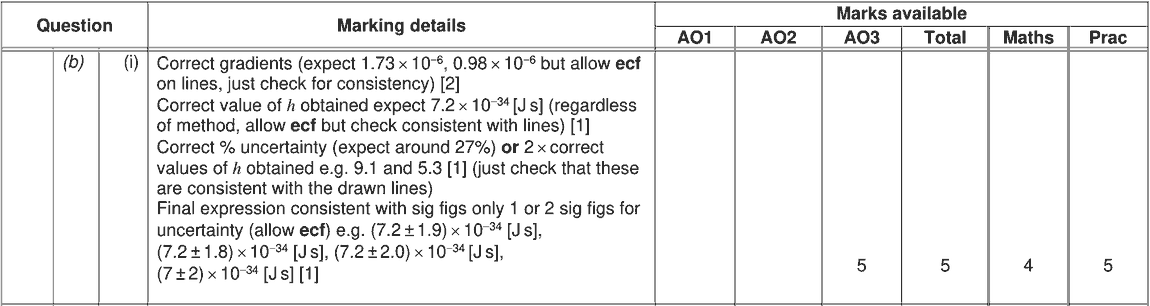 Question Marking details Marks available
AO1 AO2 AO3 Total Maths Prac
(b) (i) Correct gradients (expect 1.73 × 10⁻⁶, 0.98 × 10⁻⁶ but allow ecf
on lines, just check for consistency) [2]
Correct value of h obtained expect 7.2 × 10⁻³⁴ [J s] (regardless
of method, allow ecf but check consistent with lines) [1]
Correct % uncertainty (expect around 27%) or 2 × correct
values of h obtained e.g. 9.1 and 5.3 [1] (just check that these
are consistent with the drawn lines)
Final expression consistent with sig figs only 1 or 2 sig figs for
uncertainty (allow ecf) e.g. (7.2 ± 1.9) × 10⁻³⁴ [J s],
(7.2 ± 1.8) × 10⁻³⁴ [J s], (7.2 ± 2.0) × 10⁻³⁴ [J s],
(7 ± 2) × 10⁻³⁴ [J s] [1] 5 5 4 5